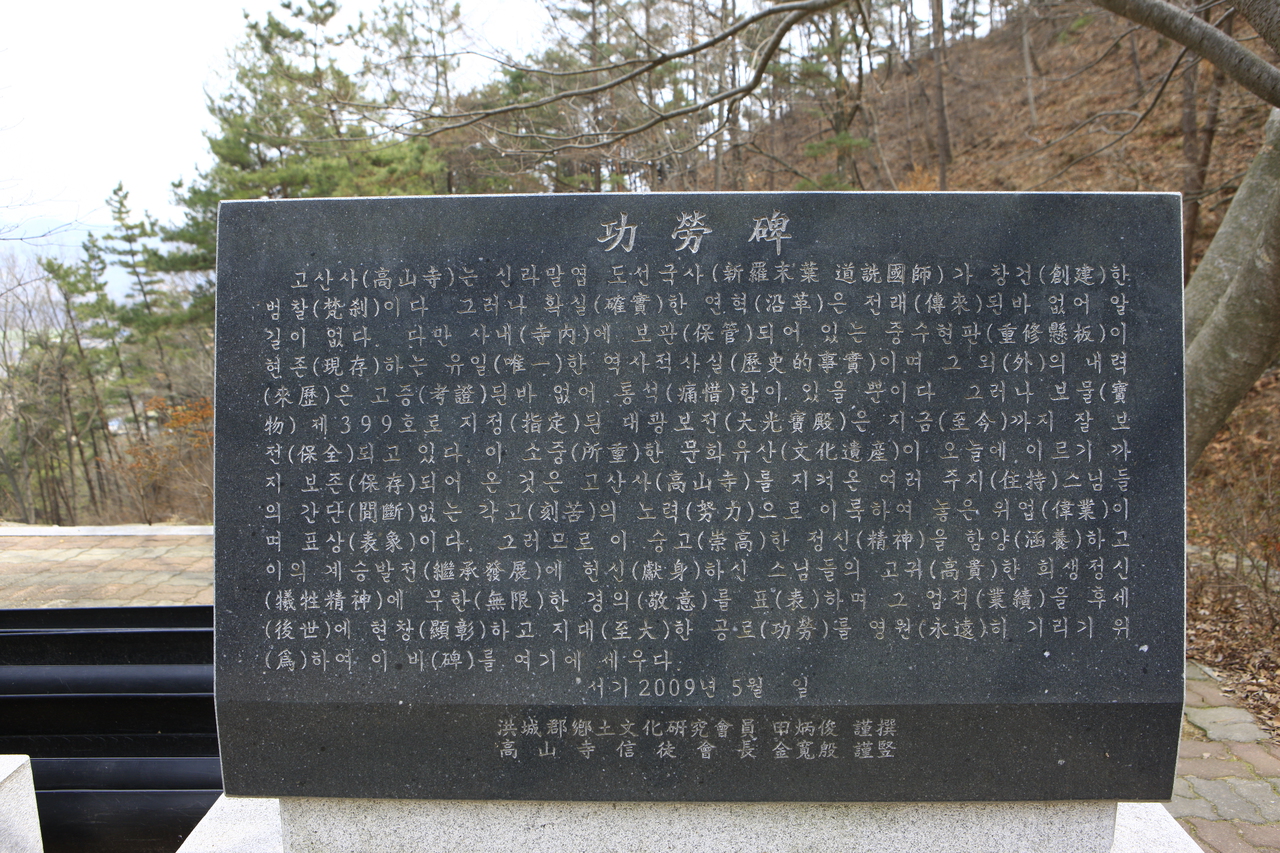 功勞碑
고산사(高山寺)는 신라말엽 도선국사(新羅末葉 道詵國師)가 창건(創建)한
범찰(梵刹)이다 그러나 확실(確實)한 연혁(沿革)은 전래(傳來)된바 없어 알
길이 없다. 다만 사내(寺內)에 보관(保管)되어 있는 중수현판(重修懸板)이
현존(現存)하는 유일(唯一)한 역사적사실(歷史的事實)이며 그 외(外)의 내력
(來歷)은 고증(考證)된바 없어 통석(痛惜)함이 있을 뿐이다 그러나 보물(寶
物) 제399호로 지정(指定)된 대광보전(大光寶殿)은 지금(至今)까지 잘 보
전(保全)되고 있다. 이 소중(所重)한 문화유산(文化遺産)이 오늘에 이르기 까
지 보존(保存)되어 온 것은 고산사(高山寺)를 지켜온 여러 주지(住持)스님들
의 간단(間斷)없는 각고(刻苦)의 노력(努力)으로 이룩하여 놓은 위업(偉業)이
며 표상(表象)이다. 그러므로 이 숭고(崇高)한 정신(精神)을 함양(涵養)하고
이의 계승발전(繼承發展)에 헌신(獻身)하신 스님들의 고귀(高貴)한 희생정신
(犧牲精神)에 무한(無限)한 경의(敬意)를 표(表)하며 그 업적(業績)을 후세
(後世)에 현창(顯彰)하고 지대(至大)한 공로(功勞)를 영원(永遠)히 기리기 위
(爲)하여 이 비(碑)를 여기에 세우다.
서기 2009년 5월 일
洪城郡鄕土文化硏究會員 甲炳俊 謹撰
高山寺信徒會長 金寬殷 謹竪